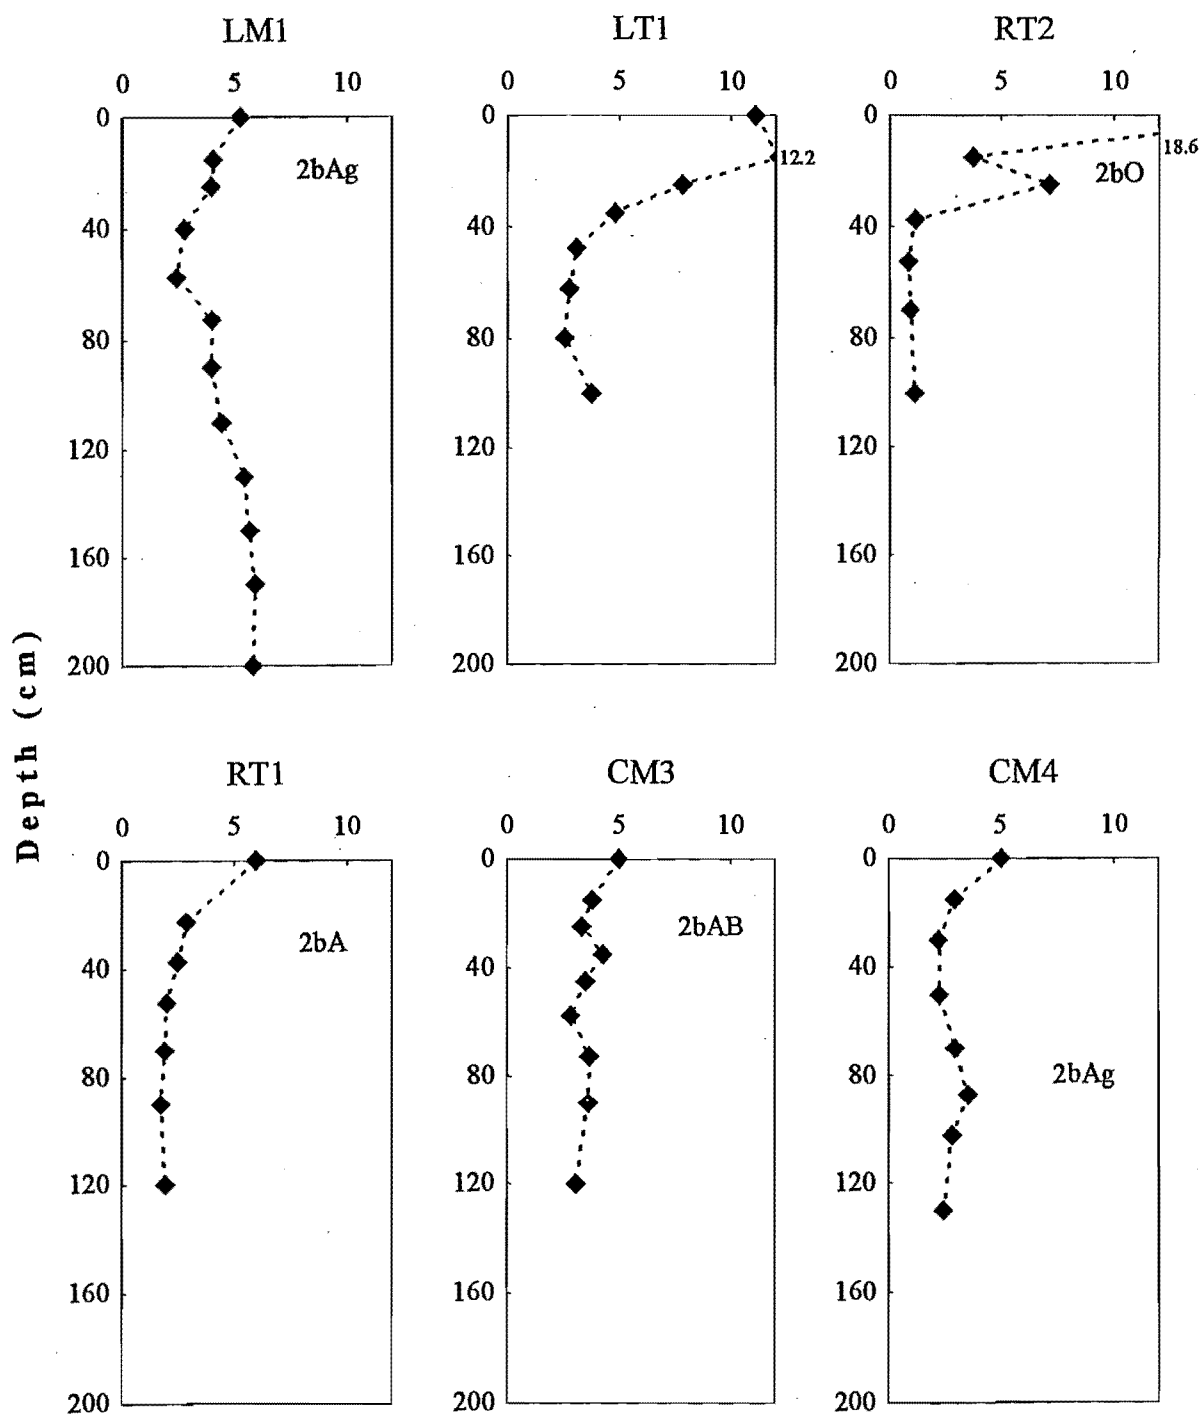 LM1 LT1 RT2
0 5 10 0 5 10 0 5 10
0 0 0
2bAg 12.2 2bO 18.6
40 40 40
80 80 80
120 120 120
160 160 160
200 200 200
Depth (cm)
RT1 CM3 CM4
0 5 10 0 5 10 0 5 10
0 0 0
2bA 2bAB
40 40 40
80 80 80 2bAg
120 120 120
160 160 160
200 200 200